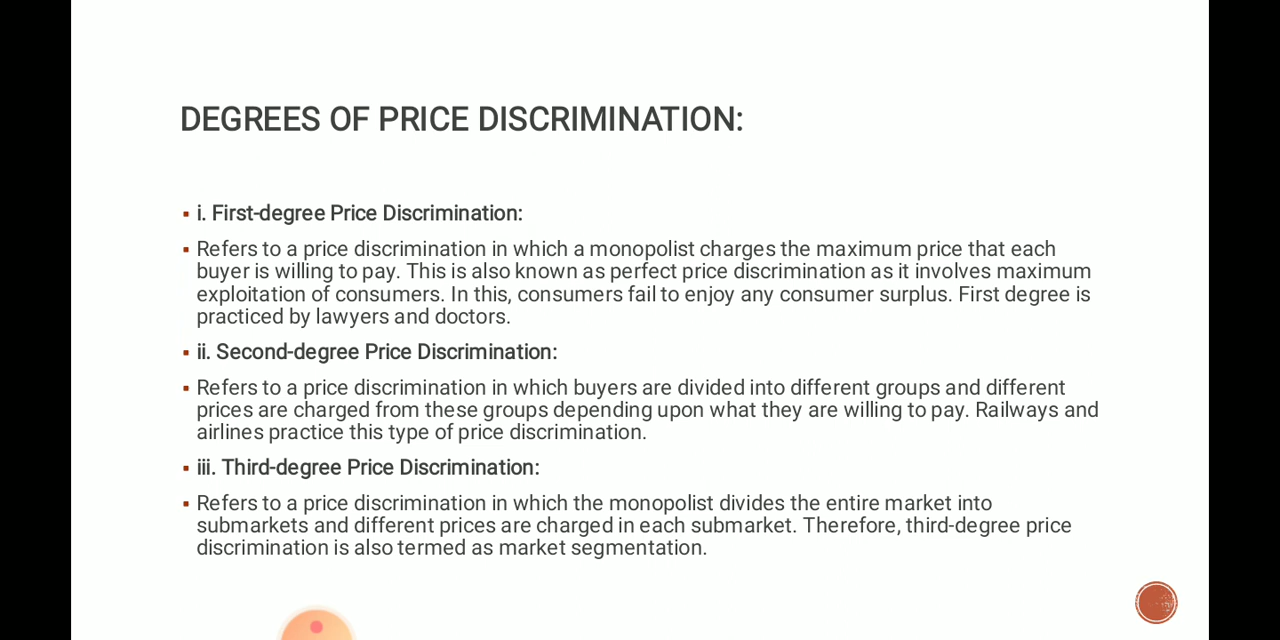 DEGREES OF PRICE DISCRIMINATION:
▪ i. First-degree Price Discrimination:
▪ Refers to a price discrimination in which a monopolist charges the maximum price that each
buyer is willing to pay. This is also known as perfect price discrimination as it involves maximum
exploitation of consumers. In this, consumers fail to enjoy any consumer surplus. First degree is
practiced by lawyers and doctors.
▪ ii. Second-degree Price Discrimination:
▪ Refers to a price discrimination in which buyers are divided into different groups and different
prices are charged from these groups depending upon what they are willing to pay. Railways and
airlines practice this type of price discrimination.
▪ iii. Third-degree Price Discrimination:
▪ Refers to a price discrimination in which the monopolist divides the entire market into
submarkets and different prices are charged in each submarket. Therefore, third-degree price
discrimination is also termed as market segmentation.